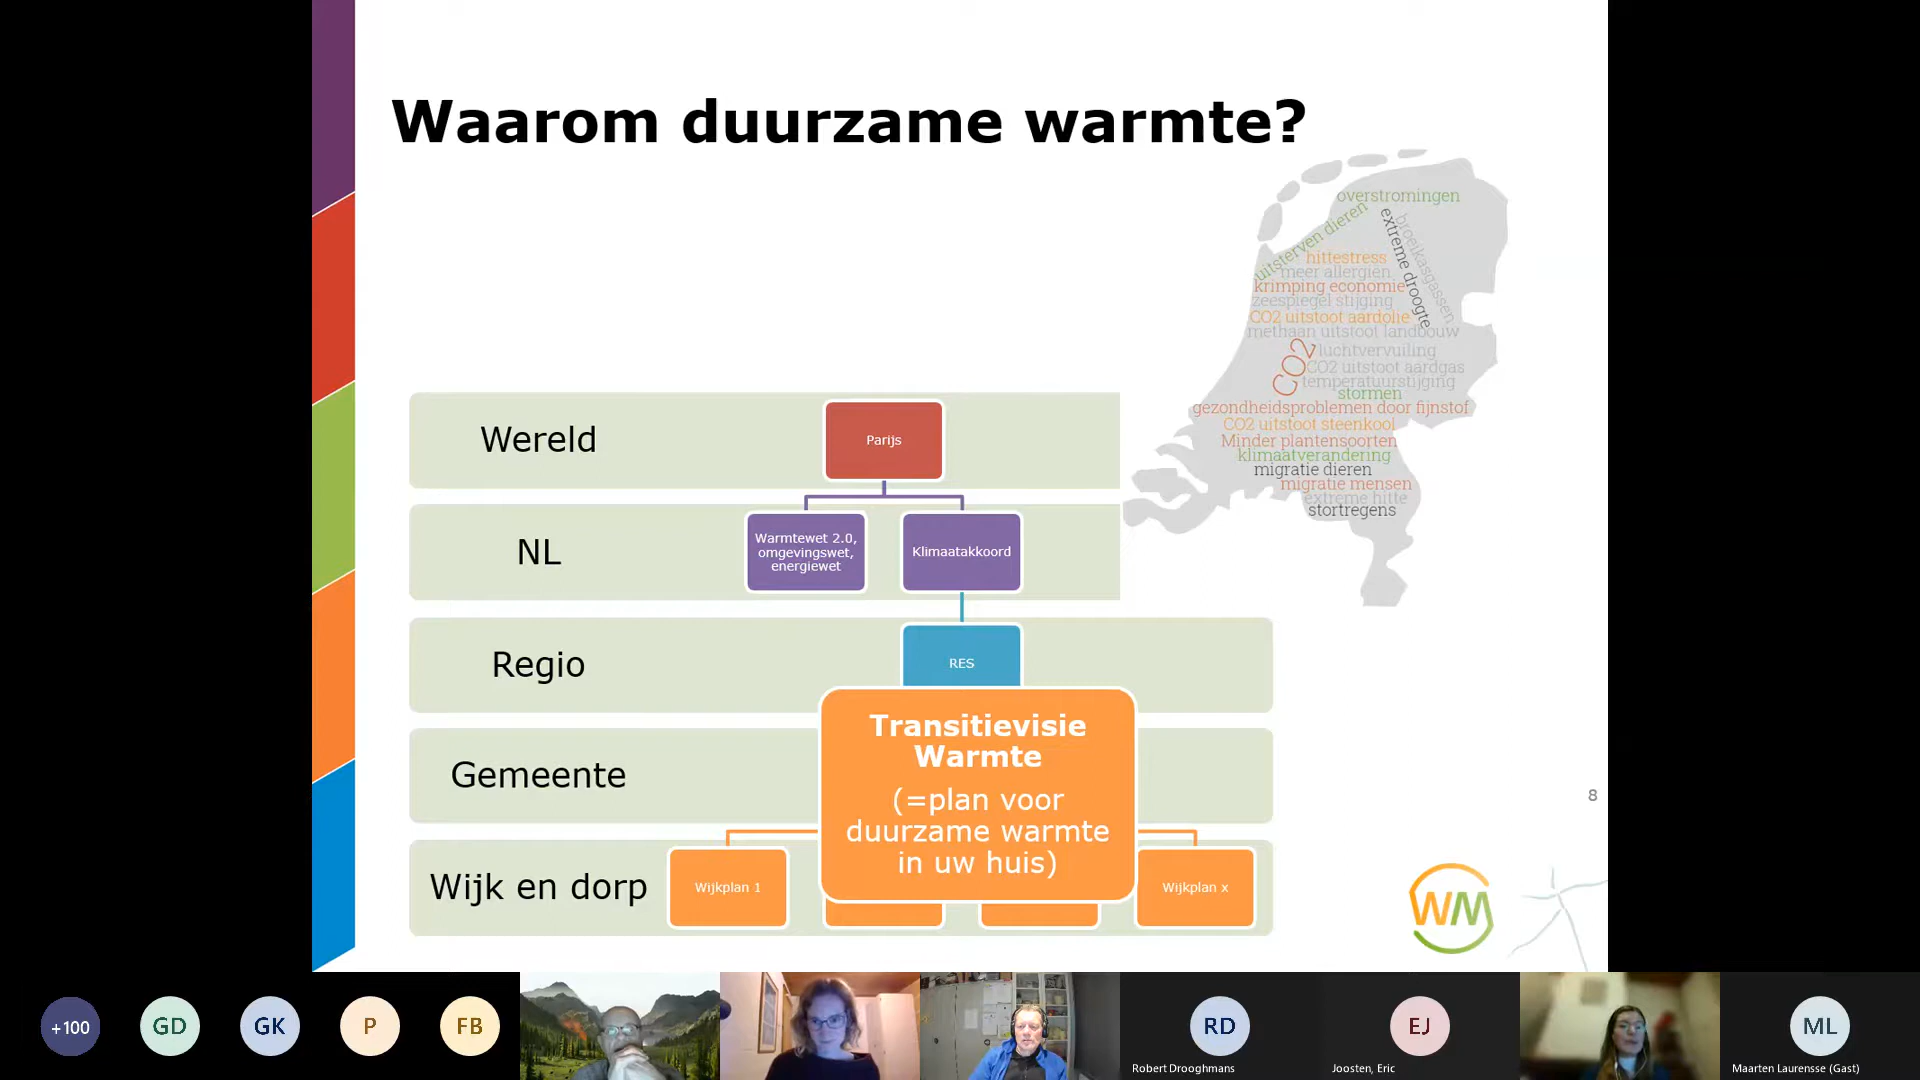 Waarom duurzame warmte?
overstromingen
uitsterven dieren
extreme droogte
broeikasgassen
hittestress
meer allergiën
krimping economie
zeespiegel stijging
CO2 uitstoot aardolie
methaan uitstoot landbouw
CO2
luchtvervuiling
CO2 uitstoot aardgas
temperatuurstijging
stormen
gezondheidsproblemen door fijnstof
CO2 uitstoot steenkool
Minder plantensoorten
klimaatverandering
migratie dieren
migratie mensen
extreme hitte
stortregens
Wereld
Parijs
NL
Warmtewet 2.0,
omgevingswet,
energiewet
Klimaatakkoord
Regio
RES
Gemeente
Transitievisie
Warmte
(=plan voor
duurzame warmte
in uw huis)
Wijk en dorp
Wijkplan 1
Wijkplan x
8
WM
+100
GD
GK
P
FB
RD
Robert Drooghmans
EJ
Joosten, Eric
ML
Maarten Laurensse (Gast)